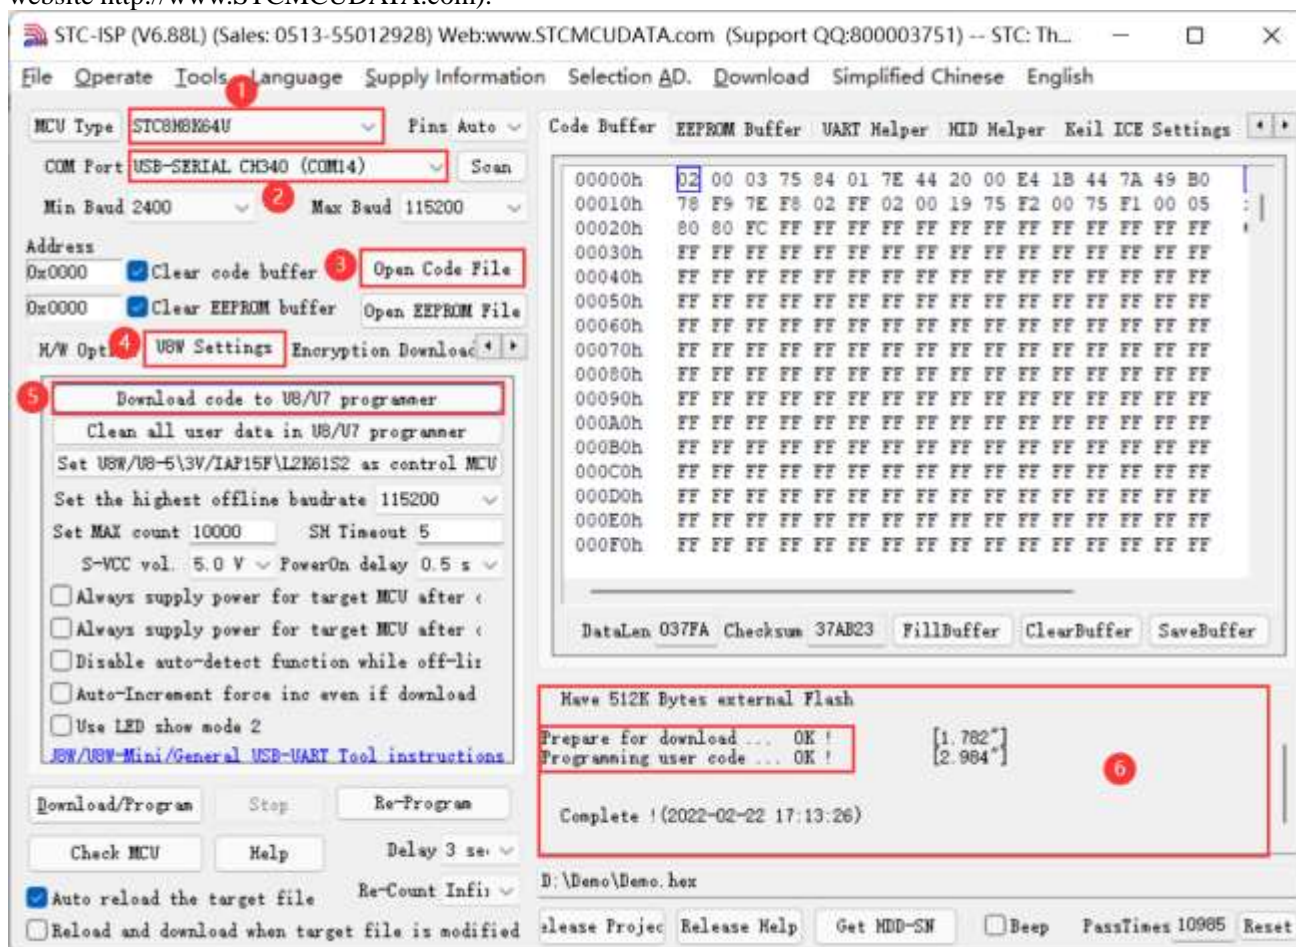 website http://www.STCMCUDATA.com).
STC-ISP (V6.88L) (Sales: 0513-55012928) Web:www.STCMCUDATA.com (Support QQ:800003751) -- STC: Th...
File Operate Tools Language Supply Information Selection AD. Download Simplified Chinese English
1
MCU Type STC8H8K64U Pins Auto
COM Port USB-SERIAL CH340 (COM14) Scan
2
Min Baud 2400 Max Baud 115200
Address
0x0000 Clear code buffer 3 Open Code File
0x0000 Clear EEPROM buffer Open EEPROM File
4
H/W Opti U8W Settings Encryption Download
5
Download code to U8/U7 programmer
Clean all user data in U8/U7 programmer
Set U8W/U8-5\3V/IAP15F\L2K61S2 as control MCU
Set the highest offline baudrate 115200
Set MAX count 10000 SH Timeout 5
S-VCC vol. 5.0 V PowerOn delay 0.5 s
Always supply power for target MCU after
Always supply power for target MCU after
Disable auto-detect function while off-li
Auto-Increment force inc even if download
Use LED show mode 2
U8W/U8W-Mini/General USB-UART Tool instructions
Download/Program Stop Re-Program
Check MCU Help Delay 3 se
Auto reload the target file Re-Count Infi
Reload and download when target file is modified
Code Buffer EEPROM Buffer UART Helper HID Helper Keil ICE Settings
00000h 02 00 03 75 84 01 7E 44 20 00 E4 1B 44 7A 49 B0
00010h 78 F9 7E F8 02 FF 02 00 19 75 F2 00 75 F1 00 05
00020h 80 80 FC FF FF FF FF FF FF FF FF FF FF FF FF FF
00030h FF FF FF FF FF FF FF FF FF FF FF FF FF FF FF FF
00040h FF FF FF FF FF FF FF FF FF FF FF FF FF FF FF FF
00050h FF FF FF FF FF FF FF FF FF FF FF FF FF FF FF FF
00060h FF FF FF FF FF FF FF FF FF FF FF FF FF FF FF FF
00070h FF FF FF FF FF FF FF FF FF FF FF FF FF FF FF FF
00080h FF FF FF FF FF FF FF FF FF FF FF FF FF FF FF FF
00090h FF FF FF FF FF FF FF FF FF FF FF FF FF FF FF FF
000A0h FF FF FF FF FF FF FF FF FF FF FF FF FF FF FF FF
000B0h FF FF FF FF FF FF FF FF FF FF FF FF FF FF FF FF
000C0h FF FF FF FF FF FF FF FF FF FF FF FF FF FF FF FF
000D0h FF FF FF FF FF FF FF FF FF FF FF FF FF FF FF FF
000E0h FF FF FF FF FF FF FF FF FF FF FF FF FF FF FF FF
000F0h FF FF FF FF FF FF FF FF FF FF FF FF FF FF FF FF
DataLen 037FA Checksum 37AB23 FillBuffer ClearBuffer SaveBuffer
Have 512K Bytes external Flash
Prepare for download ... OK ! [1.782"]
Programming user code ... OK ! [2.984"]
6
Complete !(2022-02-22 17:13:26)
D:\Demo\Demo.hex
elease Projec Release Help Get HDD-SN Beep PassTimes 10985 Reset